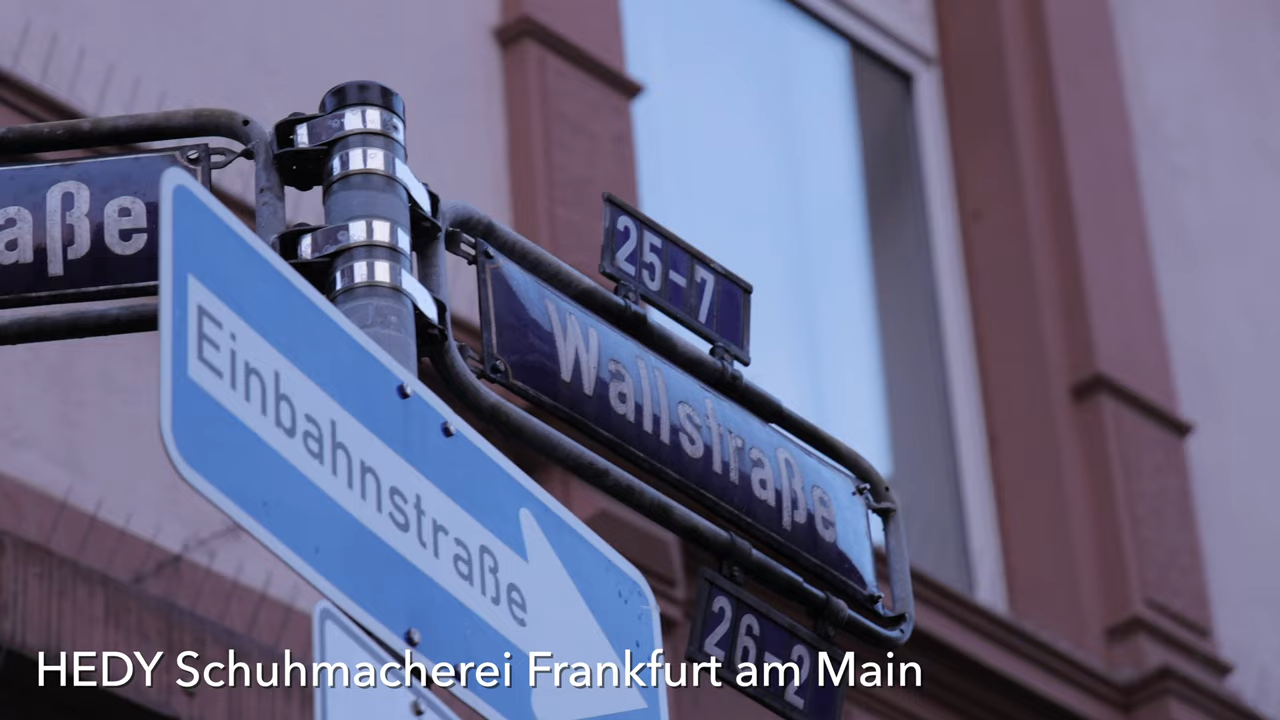 aße
25-7
Wallstraße
Einbahnstraße
26-2
HEDY Schuhmacherei Frankfurt am Main